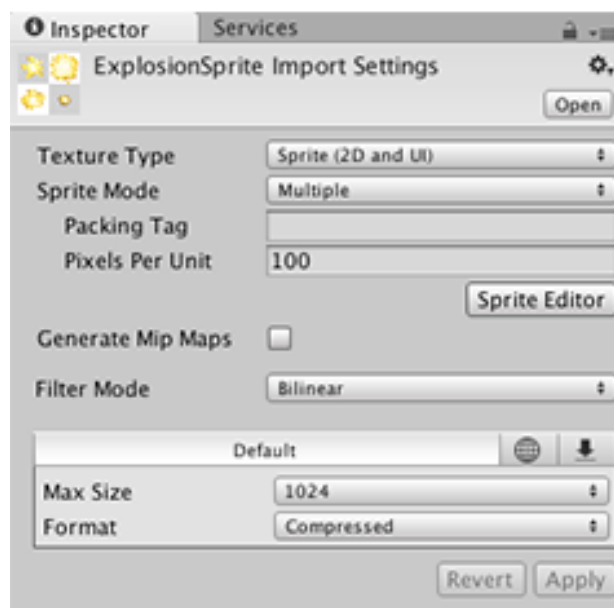 Inspector Services
ExplosionSprite Import Settings
Open
Texture Type Sprite (2D and UI)
Sprite Mode Multiple
Packing Tag
Pixels Per Unit 100
Sprite Editor
Generate Mip Maps
Filter Mode Bilinear
Default
Max Size 1024
Format Compressed
Revert Apply